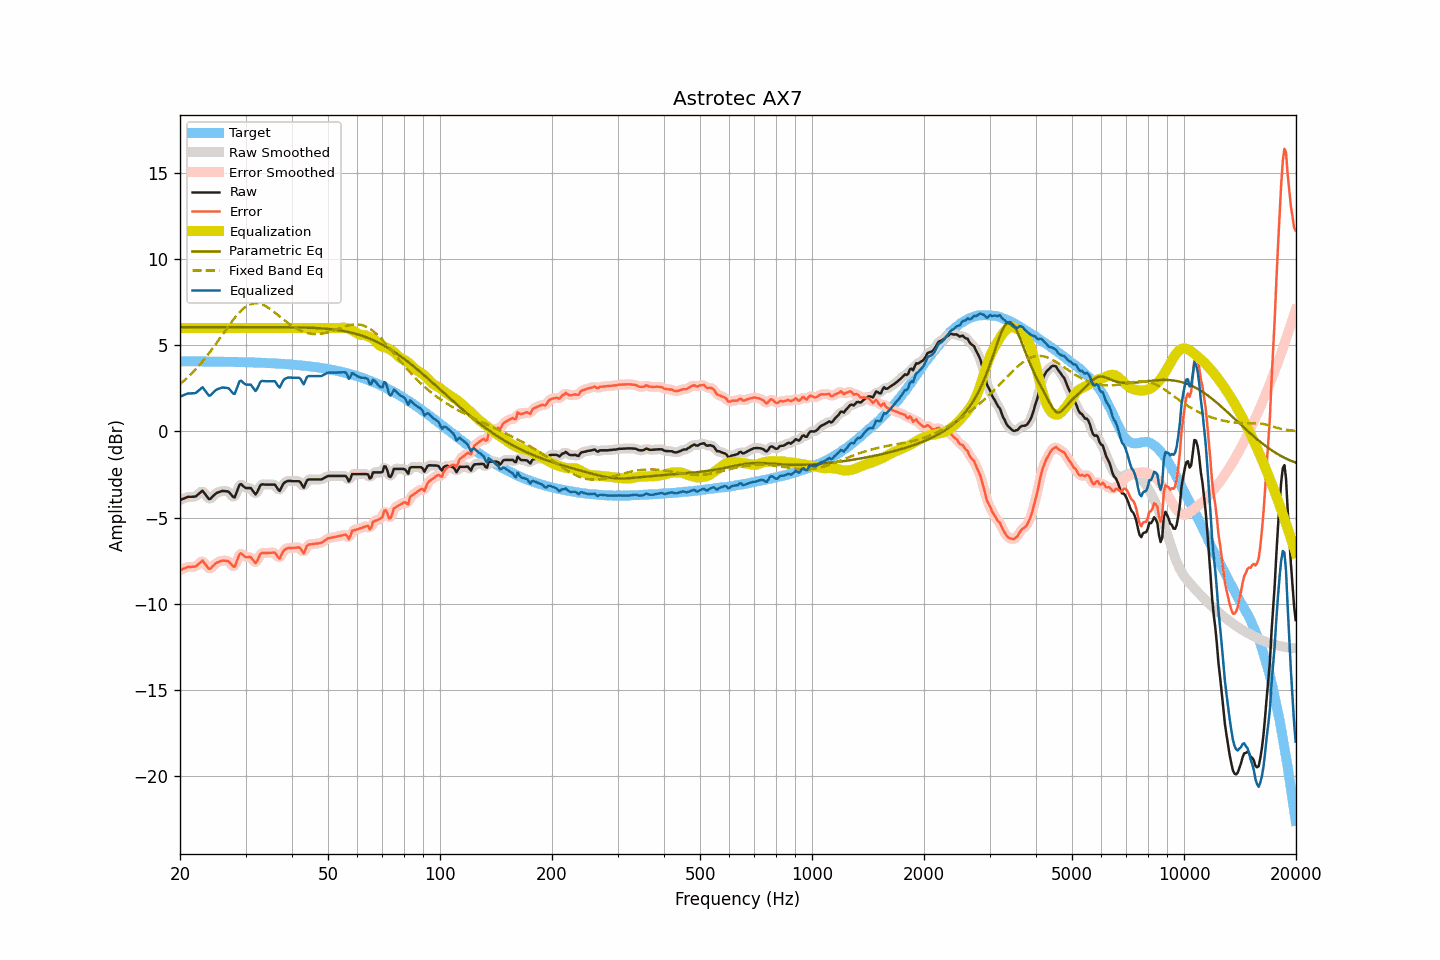 Astrotec AX7
Target
Raw Smoothed
Error Smoothed
Raw
Error
Equalization
Parametric Eq
Fixed Band Eq
Equalized
15
10
5
0
−5
−10
−15
−20
Amplitude (dBr)
20 50 100 200 500 1000 2000 5000 10000 20000
Frequency (Hz)